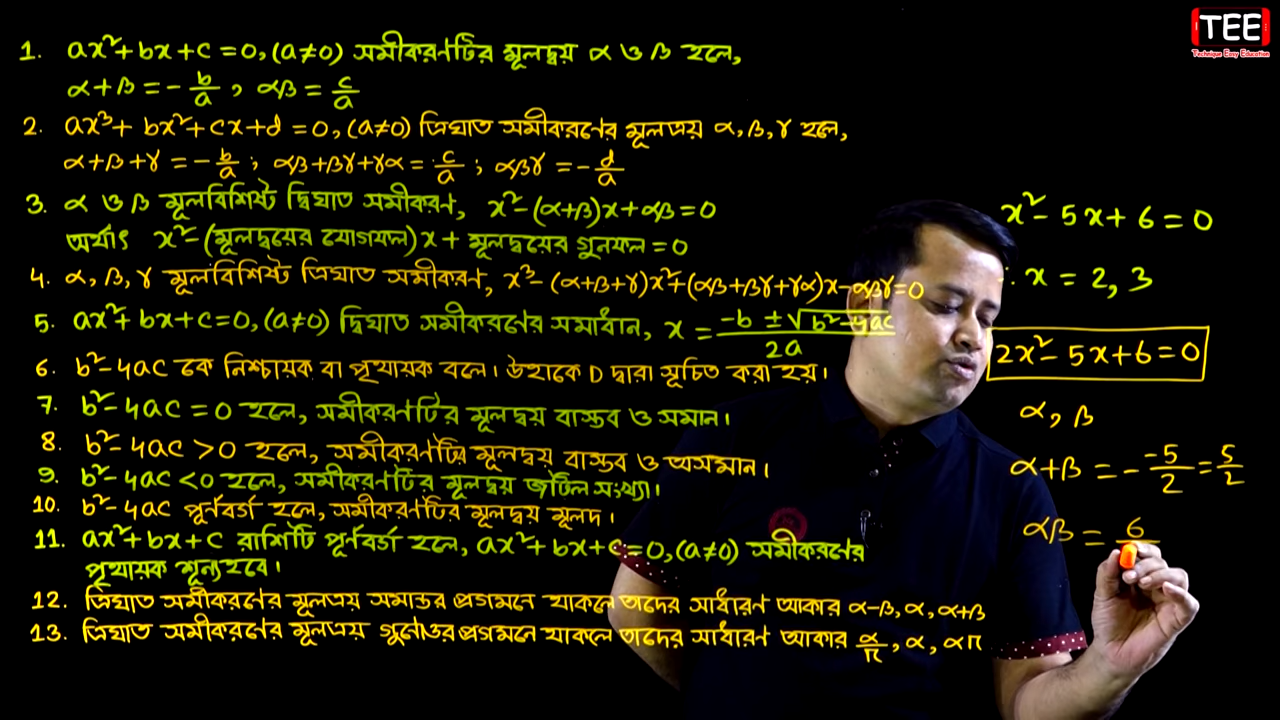 TEE
Technique Easy Education
1. ax²+bx+c=0,(a≠0) সমীকরণটির মূলদ্বয় α ও β হলে,
α+β=-b/a, αβ=c/a
2. ax³+bx²+cx+d=0,(a≠0) ত্রিঘাত সমীকরণের মূলত্রয় α,β,γ হলে,
α+β+γ=-b/a; αβ+βγ+γα=c/a; αβγ=-d/a
3. α ও β মূলবিশিষ্ট দ্বিঘাত সমীকরণ, x²-(α+β)x+αβ=0
অর্থাৎ x²-(মূলদ্বয়ের যোগফল)x+মূলদ্বয়ের গুনফল=0
4. α,β,γ মূলবিশিষ্ট ত্রিঘাত সমীকরণ, x³-(α+β+γ)x²+(αβ+βγ+γα)x-αβγ=0
5. ax²+bx+c=0,(a≠0) দ্বিঘাত সমীকরণের সমাধান, x=(-b±√(b²-4ac))/2a
6. b²-4ac কে নিশ্চায়ক বা পৃথায়ক বলে। উহাকে D দ্বারা সূচিত করা হয়।
7. b²-4ac=0 হলে, সমীকরণটির মূলদ্বয় বাস্তব ও সমান।
8. b²-4ac>0 হলে, সমীকরণটির মূলদ্বয় বাস্তব ও অসমান।
9. b²-4ac<0 হলে, সমীকরণটির মূলদ্বয় জটিল সংখ্যা।
10. b²-4ac পূর্ণবর্গ হলে, সমীকরণটির মূলদ্বয় মূলদ।
11. ax²+bx+c রাশিটি পূর্ণবর্গ হলে, ax²+bx+c=0,(a≠0) সমীকরণের
পৃথায়ক শূন্য হবে।
12. ত্রিঘাত সমীকরণের মূলত্রয় সমান্তর প্রগমনে থাকলে তাদের সাধারণ আকার α-β, α, α+β
13. ত্রিঘাত সমীকরণের মূলত্রয় গুনোত্তর প্রগমনে থাকলে তাদের সাধারণ আকার α/π, α, απ
x²-5x+6=0
∴ x=2,3
2x²-5x+6=0
α,β
α+β=-(-5/2)=5/2
αβ=6/